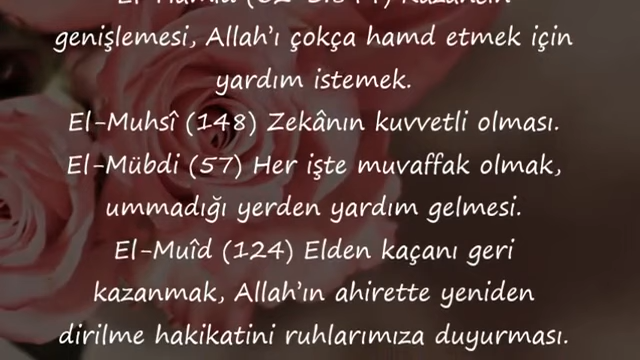 genişlemesi, Allah'ı çokça hamd etmek için
yardım istemek.
El-Muhsî (148) Zekânın kuvvetli olması.
El-Mübdi (57) Her işte muvaffak olmak,
ummadığı yerden yardım gelmesi.
El-Muîd (124) Elden kaçanı geri
kazanmak, Allah'ın ahirette yeniden
dirilme hakikatini ruhlarımıza duyurması.